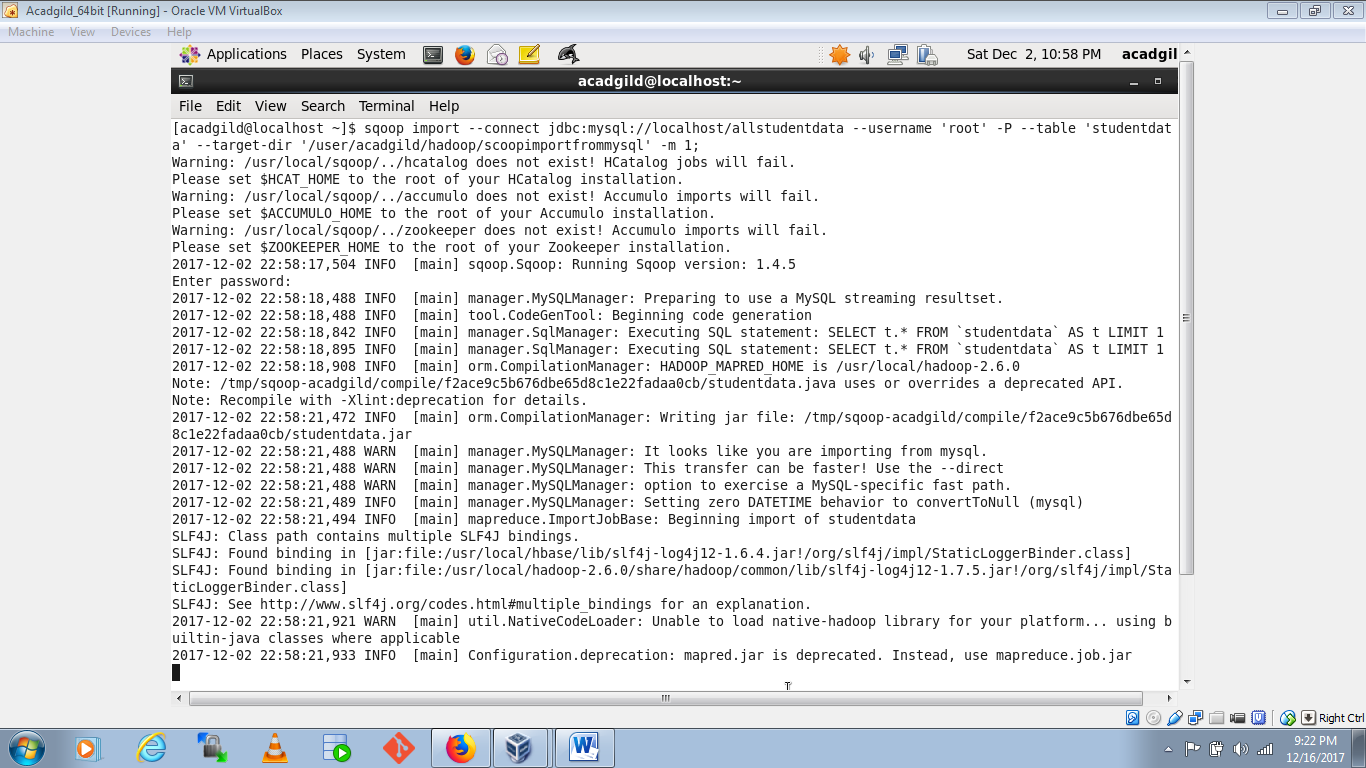 Acadgild_64bit [Running] - Oracle VM VirtualBox
Machine View Devices Help
Applications Places System
Sat Dec 2, 10:58 PM acadgil
acadgild@localhost:~
File Edit View Search Terminal Help
[acadgild@localhost ~]$ sqoop import --connect jdbc:mysql://localhost/allstudentdata --username 'root' -P --table 'studentdat
a' --target-dir '/user/acadgild/hadoop/scoopimportfrommysql' -m 1;
Warning: /usr/local/sqoop/../hcatalog does not exist! HCatalog jobs will fail.
Please set $HCAT_HOME to the root of your HCatalog installation.
Warning: /usr/local/sqoop/../accumulo does not exist! Accumulo imports will fail.
Please set $ACCUMULO_HOME to the root of your Accumulo installation.
Warning: /usr/local/sqoop/../zookeeper does not exist! Accumulo imports will fail.
Please set $ZOOKEEPER_HOME to the root of your Zookeeper installation.
2017-12-02 22:58:17,504 INFO  [main] sqoop.Sqoop: Running Sqoop version: 1.4.5
Enter password:
2017-12-02 22:58:18,488 INFO  [main] manager.MySQLManager: Preparing to use a MySQL streaming resultset.
2017-12-02 22:58:18,488 INFO  [main] tool.CodeGenTool: Beginning code generation
2017-12-02 22:58:18,842 INFO  [main] manager.SqlManager: Executing SQL statement: SELECT t.* FROM `studentdata` AS t LIMIT 1
2017-12-02 22:58:18,895 INFO  [main] manager.SqlManager: Executing SQL statement: SELECT t.* FROM `studentdata` AS t LIMIT 1
2017-12-02 22:58:18,908 INFO  [main] orm.CompilationManager: HADOOP_MAPRED_HOME is /usr/local/hadoop-2.6.0
Note: /tmp/sqoop-acadgild/compile/f2ace9c5b676dbe65d8c1e22fadaa0cb/studentdata.java uses or overrides a deprecated API.
Note: Recompile with -Xlint:deprecation for details.
2017-12-02 22:58:21,472 INFO  [main] orm.CompilationManager: Writing jar file: /tmp/sqoop-acadgild/compile/f2ace9c5b676dbe65d
8c1e22fadaa0cb/studentdata.jar
2017-12-02 22:58:21,488 WARN  [main] manager.MySQLManager: It looks like you are importing from mysql.
2017-12-02 22:58:21,488 WARN  [main] manager.MySQLManager: This transfer can be faster! Use the --direct
2017-12-02 22:58:21,488 WARN  [main] manager.MySQLManager: option to exercise a MySQL-specific fast path.
2017-12-02 22:58:21,489 INFO  [main] manager.MySQLManager: Setting zero DATETIME behavior to convertToNull (mysql)
2017-12-02 22:58:21,494 INFO  [main] mapreduce.ImportJobBase: Beginning import of studentdata
SLF4J: Class path contains multiple SLF4J bindings.
SLF4J: Found binding in [jar:file:/usr/local/hbase/lib/slf4j-log4j12-1.6.4.jar!/org/slf4j/impl/StaticLoggerBinder.class]
SLF4J: Found binding in [jar:file:/usr/local/hadoop-2.6.0/share/hadoop/common/lib/slf4j-log4j12-1.7.5.jar!/org/slf4j/impl/Sta
ticLoggerBinder.class]
SLF4J: See http://www.slf4j.org/codes.html#multiple_bindings for an explanation.
2017-12-02 22:58:21,921 WARN  [main] util.NativeCodeLoader: Unable to load native-hadoop library for your platform... using b
uiltin-java classes where applicable
2017-12-02 22:58:21,933 INFO  [main] Configuration.deprecation: mapred.jar is deprecated. Instead, use mapreduce.job.jar
Right Ctrl
9:22 PM
12/16/2017